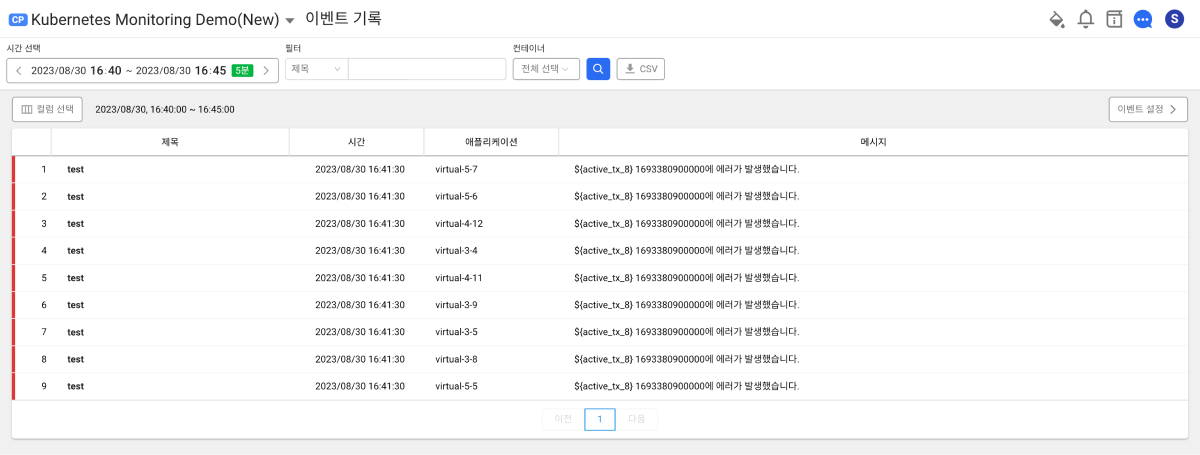 CP Kubernetes Monitoring Demo(New) 이벤트 기록 S
시간 선택 필터 컨테이너
2023/08/30 16:40 ~ 2023/08/30 16:45 5분 제목 전체 선택 CSV
컬럼 선택 2023/08/30, 16:40:00 ~ 16:45:00 이벤트 설정
제목 시간 애플리케이션 메시지
1 test 2023/08/30 16:41:30 virtual-5-7 ${active_tx_8} 1693380900000에 에러가 발생했습니다.
2 test 2023/08/30 16:41:30 virtual-5-6 ${active_tx_8} 1693380900000에 에러가 발생했습니다.
3 test 2023/08/30 16:41:30 virtual-4-12 ${active_tx_8} 1693380900000에 에러가 발생했습니다.
4 test 2023/08/30 16:41:30 virtual-3-4 ${active_tx_8} 1693380900000에 에러가 발생했습니다.
5 test 2023/08/30 16:41:30 virtual-4-11 ${active_tx_8} 1693380900000에 에러가 발생했습니다.
6 test 2023/08/30 16:41:30 virtual-3-9 ${active_tx_8} 1693380900000에 에러가 발생했습니다.
7 test 2023/08/30 16:41:30 virtual-3-5 ${active_tx_8} 1693380900000에 에러가 발생했습니다.
8 test 2023/08/30 16:41:30 virtual-3-8 ${active_tx_8} 1693380900000에 에러가 발생했습니다.
9 test 2023/08/30 16:41:30 virtual-5-5 ${active_tx_8} 1693380900000에 에러가 발생했습니다.
이전 1 다음